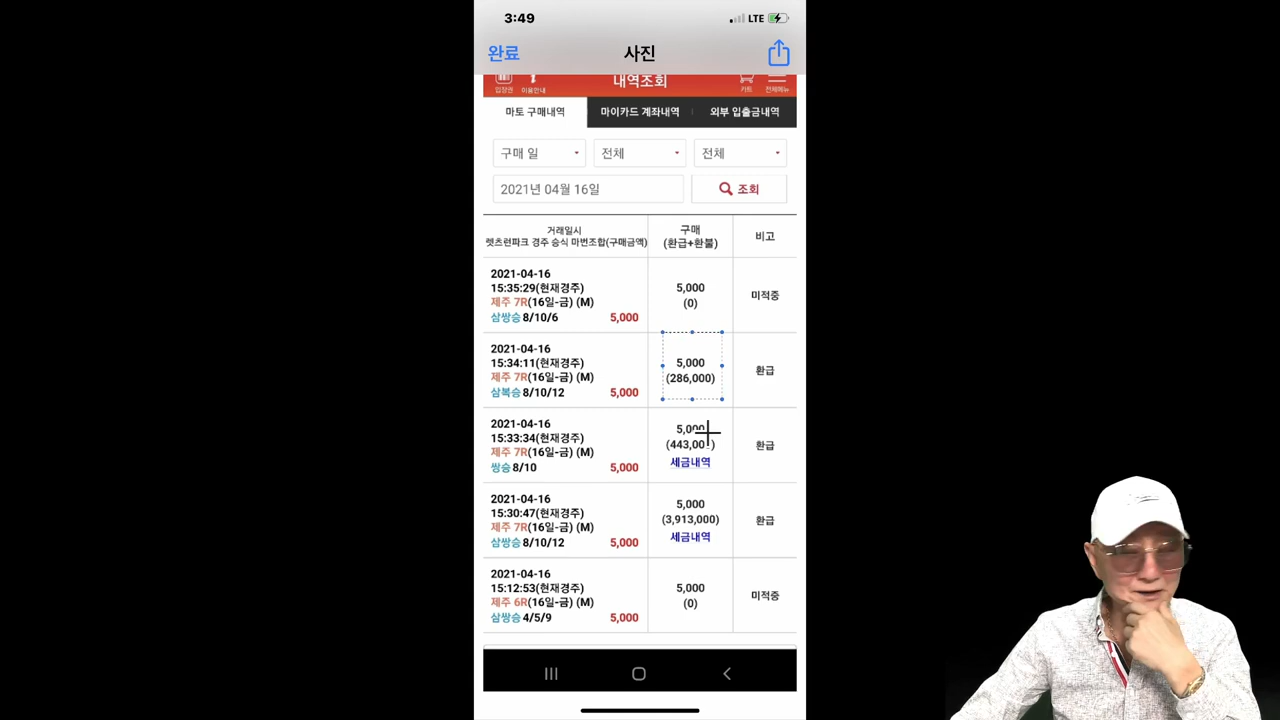 3:49
LTE
완료
사진
내역조회
입장권 이용안내
카트 전체메뉴
마토 구매내역
마이카드 계좌내역
외부 입출금내역
구매 일
전체
전체
2021년 04월 16일
조회
거래일시
렛츠런파크 경주 승식 마번조합(구매금액)
구매
(환급+환불)
비고
2021-04-16
15:35:29(현재경주)
제주 7R(16일-금) (M)
삼쌍승 8/10/6 5,000
5,000
(0)
미적중
2021-04-16
15:34:11(현재경주)
제주 7R(16일-금) (M)
삼복승 8/10/12 5,000
5,000
(286,000)
환급
2021-04-16
15:33:34(현재경주)
제주 7R(16일-금) (M)
쌍승 8/10 5,000
5,000
(443,000)
세금내역
환급
2021-04-16
15:30:47(현재경주)
제주 7R(16일-금) (M)
삼쌍승 8/10/12 5,000
5,000
(3,913,000)
세금내역
환급
2021-04-16
15:12:53(현재경주)
제주 6R(16일-금) (M)
삼쌍승 4/5/9 5,000
5,000
(0)
미적중